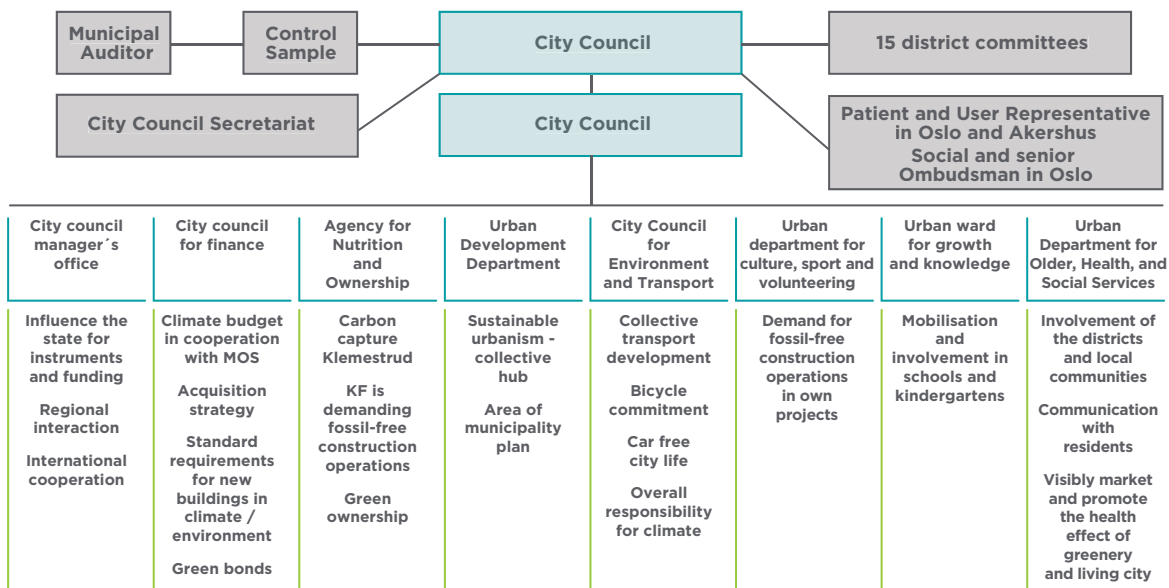 Municipal
Auditor
Control
Sample
City Council
15 district committees
City Council Secretariat
City Council
Patient and User Representative
in Oslo and Akershus
Social and senior
Ombudsman in Oslo
City council
manager´s
office
City council
for finance
Agency for
Nutrition
and
Ownership
Urban
Development
Department
City Council
for
Environment
and Transport
Urban
department for
culture, sport and
volunteering
Urban ward
for growth
and knowledge
Urban
Department for
Older, Health, and
Social Services
Influence the
state for
instruments
and funding
Regional
interaction
International
cooperation
Climate budget
in cooperation
with MOS
Acquisition
strategy
Standard
requirements
for new
buildings in
climate /
environment
Green bonds
Carbon
capture
Klemestrud
KF is
demanding
fossil-free
construction
operations
Green
ownership
Sustainable
urbanism -
collective
hub
Area of
municipality
plan
Collective
transport
development
Bicycle
commitment
Car free
city life
Overall
responsibility
for climate
Demand for
fossil-free
construction
operations
in own
projects
Mobilisation
and
involvement in
schools and
kindergartens
Involvement of
the districts
and local
communities
Communication
with
residents
Visibly market
and promote
the health
effect of
greenery
and living city